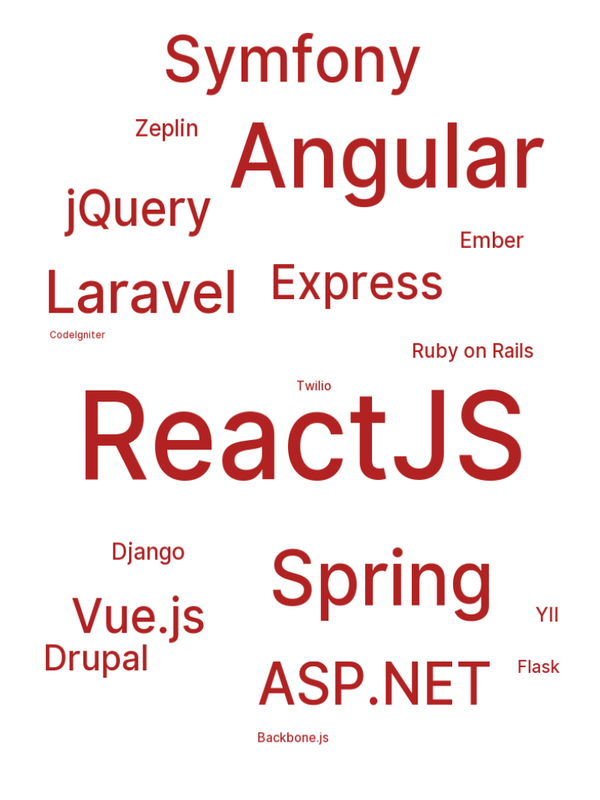 Symfony
Zeplin
Angular
jQuery
Ember
Laravel
Express
CodeIgniter
Ruby on Rails
Twilio
ReactJS
Django
Spring
Vue.js
YII
Drupal
Flask
ASP.NET
Backbone.js